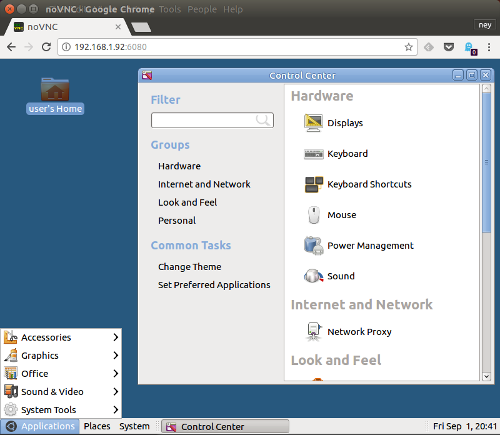 noVNC - Google Chrome Tools People Help
ney
noVNC
192.168.1.92:6080
user's Home
Control Center
Filter
Groups
Hardware
Internet and Network
Look and Feel
Personal
Common Tasks
Change Theme
Set Preferred Applications
Hardware
Displays
Keyboard
Keyboard Shortcuts
Mouse
Power Management
Sound
Internet and Network
Network Proxy
Look and Feel
Accessories
Graphics
Office
Sound & Video
System Tools
Applications Places System Control Center Fri Sep 1, 20:41